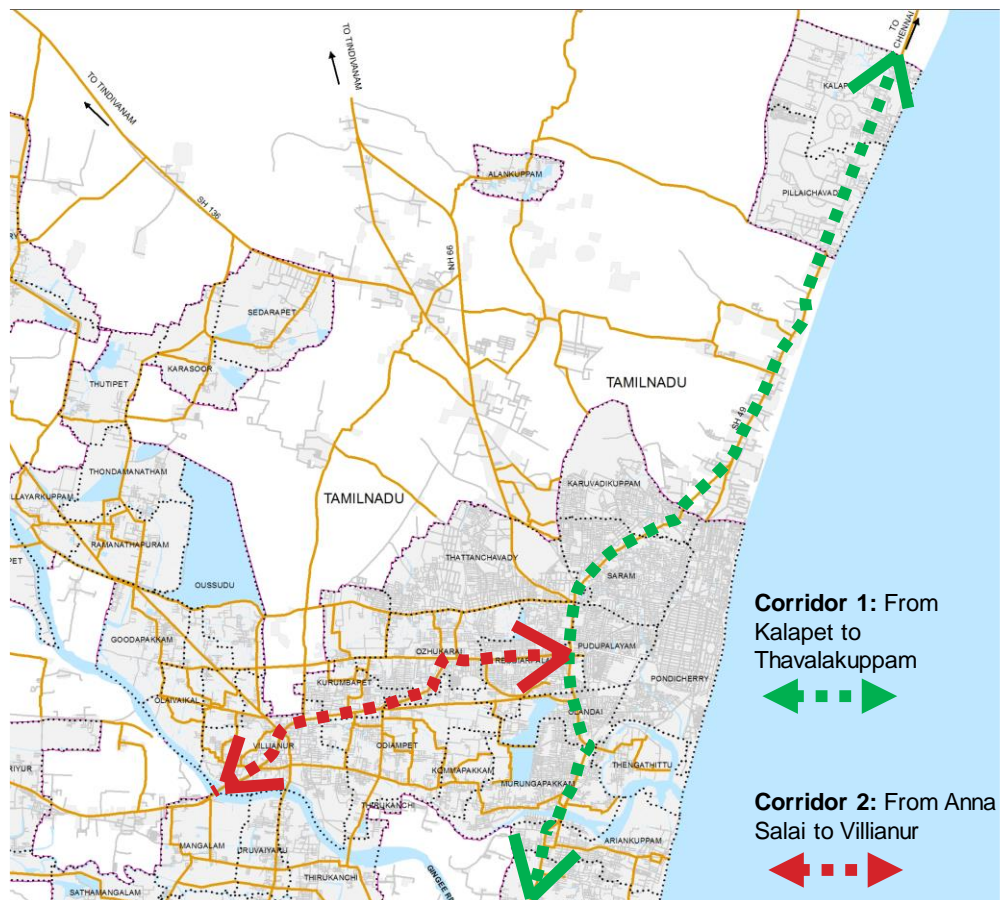 TO
CHENNAI
TO TINDIVANAM
TO TINDIVANAM
PILLAICHAVAD
ALANKUPPAM
SH 136
NH 66
SEDARAPET
KARASOOR
THUTIPET
TAMILNADU
SH 49
THONDAMANATHAM
KARUVADIKUPPAM
TAMILNADU
RAMANATHAPURAM
THATTANCHAVADY
SARAM
OUSSUDU
Corridor 1: From
Kalapet to
Thavalakuppam
GOODAPAKKAM
OZHUKARAI
PUDUPALAYAM
KURUMBAPET
PONDICHERRY
OLAIVAIKAL
VILLIANUR
ODIAMPET
THENGATHITTU
KOMMAPAKKAM
MURUNGAPAKKAM
Corridor 2: From Anna
Salai to Villianur
THIRUKANCHI
ARIANKUPPAM
MANGALAM
URUVAIYARU
THIRUKANCHI
SATHAMANGALAM